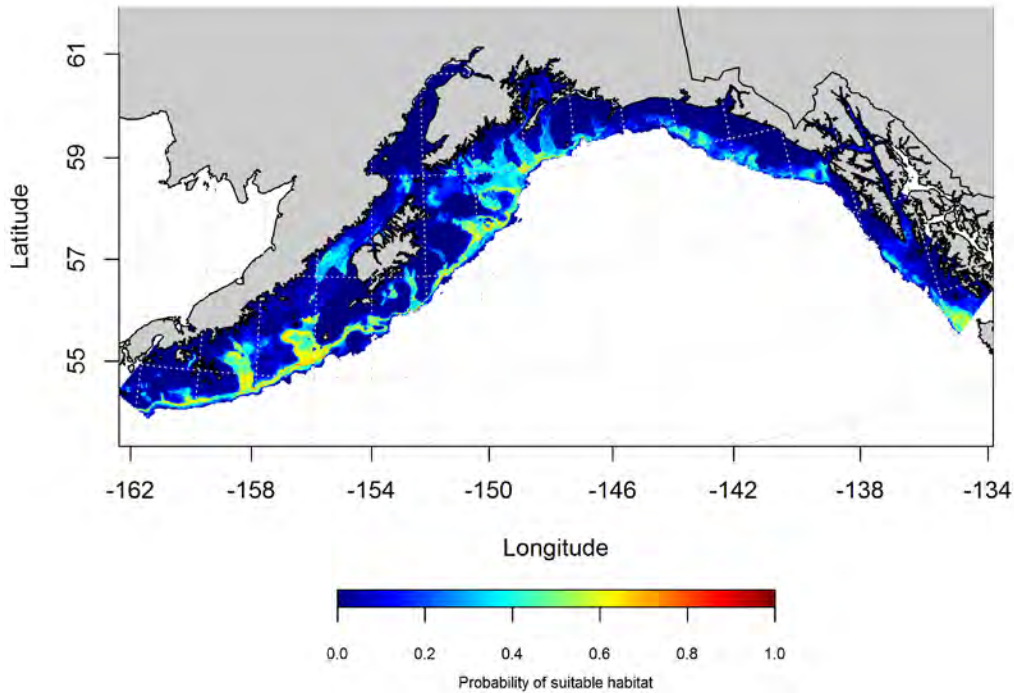 61
59
57
55
Latitude
-162 -158 -154 -150 -146 -142 -138 -134
Longitude
0.0 0.2 0.4 0.6 0.8 1.0
Probability of suitable habitat